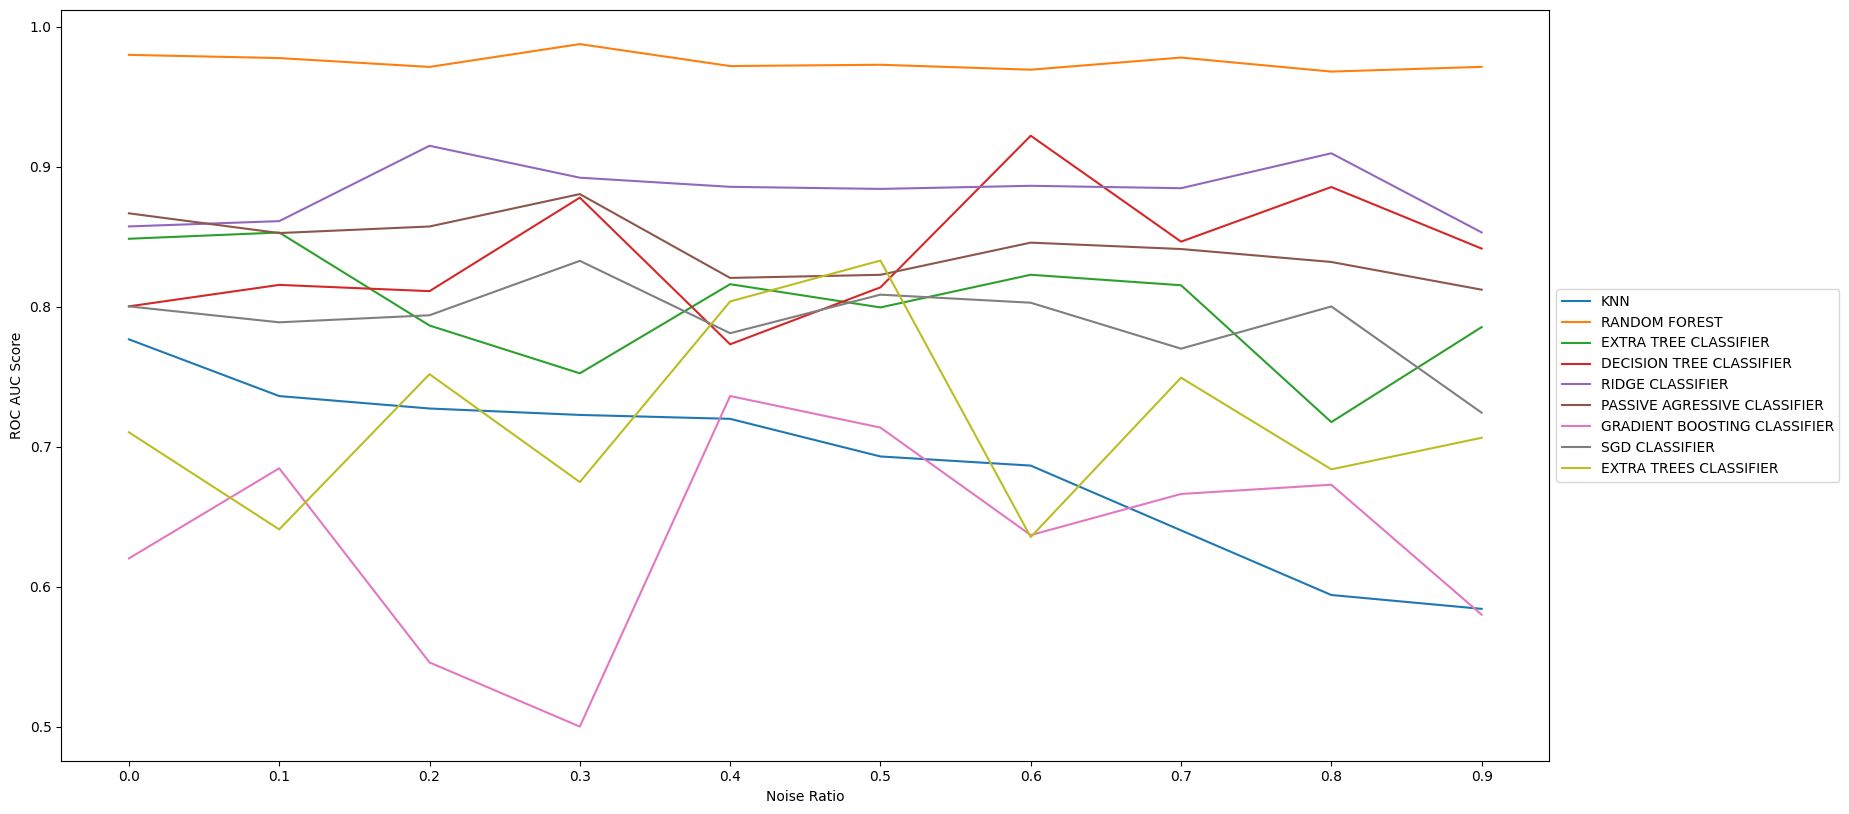 1.0
0.9
0.8
0.7
0.6
0.5
ROC AUC Score
0.0 0.1 0.2 0.3 0.4 0.5 0.6 0.7 0.8 0.9
Noise Ratio
KNN
RANDOM FOREST
EXTRA TREE CLASSIFIER
DECISION TREE CLASSIFIER
RIDGE CLASSIFIER
PASSIVE AGRESSIVE CLASSIFIER
GRADIENT BOOSTING CLASSIFIER
SGD CLASSIFIER
EXTRA TREES CLASSIFIER